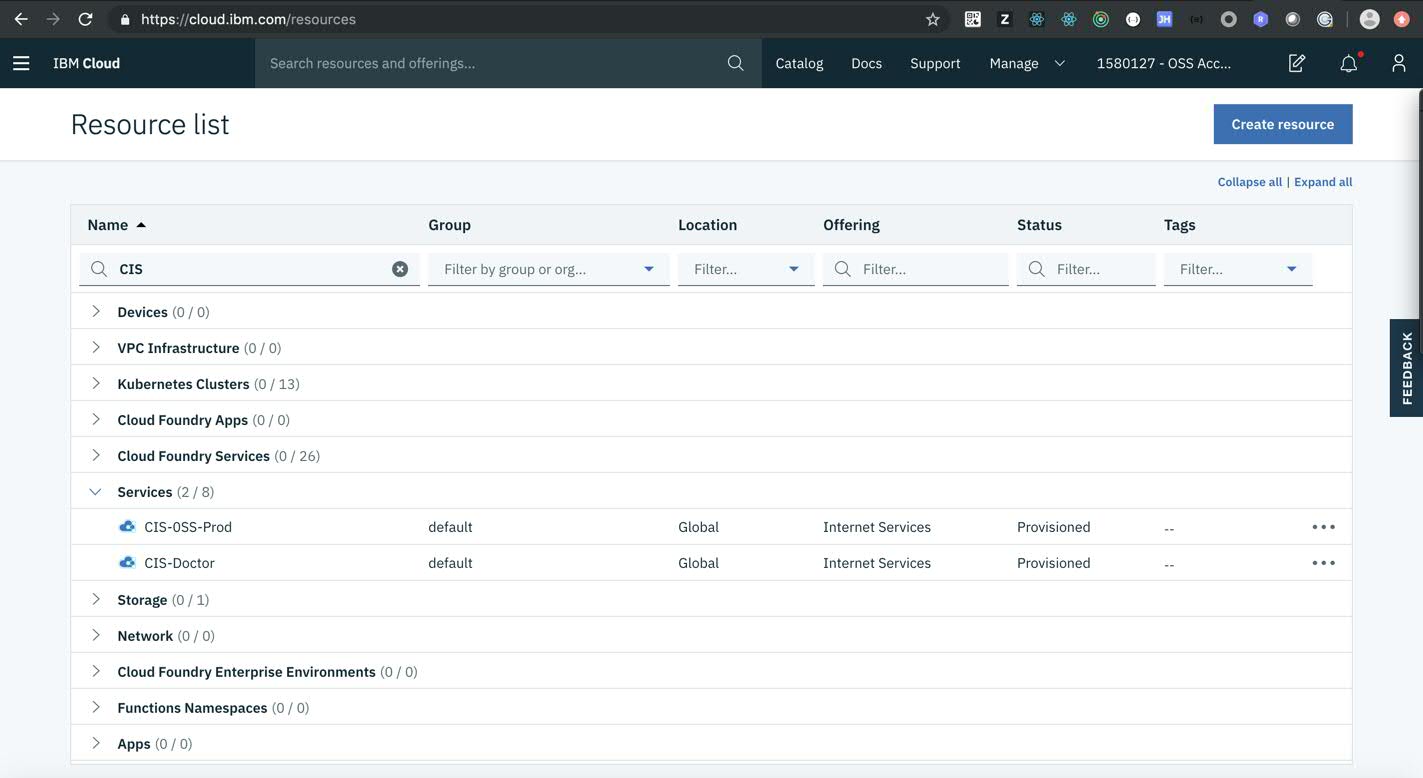 https://cloud.ibm.com/resources
Z JH R
IBM Cloud Search resources and offerings... Catalog Docs Support Manage 1580127 - OSS Acc...
Resource list Create resource
Collapse all | Expand all
Name Group Location Offering Status Tags
CIS Filter by group or org... Filter... Filter... Filter... Filter...
Devices (0 / 0)
VPC Infrastructure (0 / 0)
Kubernetes Clusters (0 / 13)
Cloud Foundry Apps (0 / 0)
Cloud Foundry Services (0 / 26)
Services (2 / 8)
CIS-0SS-Prod default Global Internet Services Provisioned --
CIS-Doctor default Global Internet Services Provisioned --
Storage (0 / 1)
Network (0 / 0)
Cloud Foundry Enterprise Environments (0 / 0)
Functions Namespaces (0 / 0)
Apps (0 / 0)
FEEDBACK